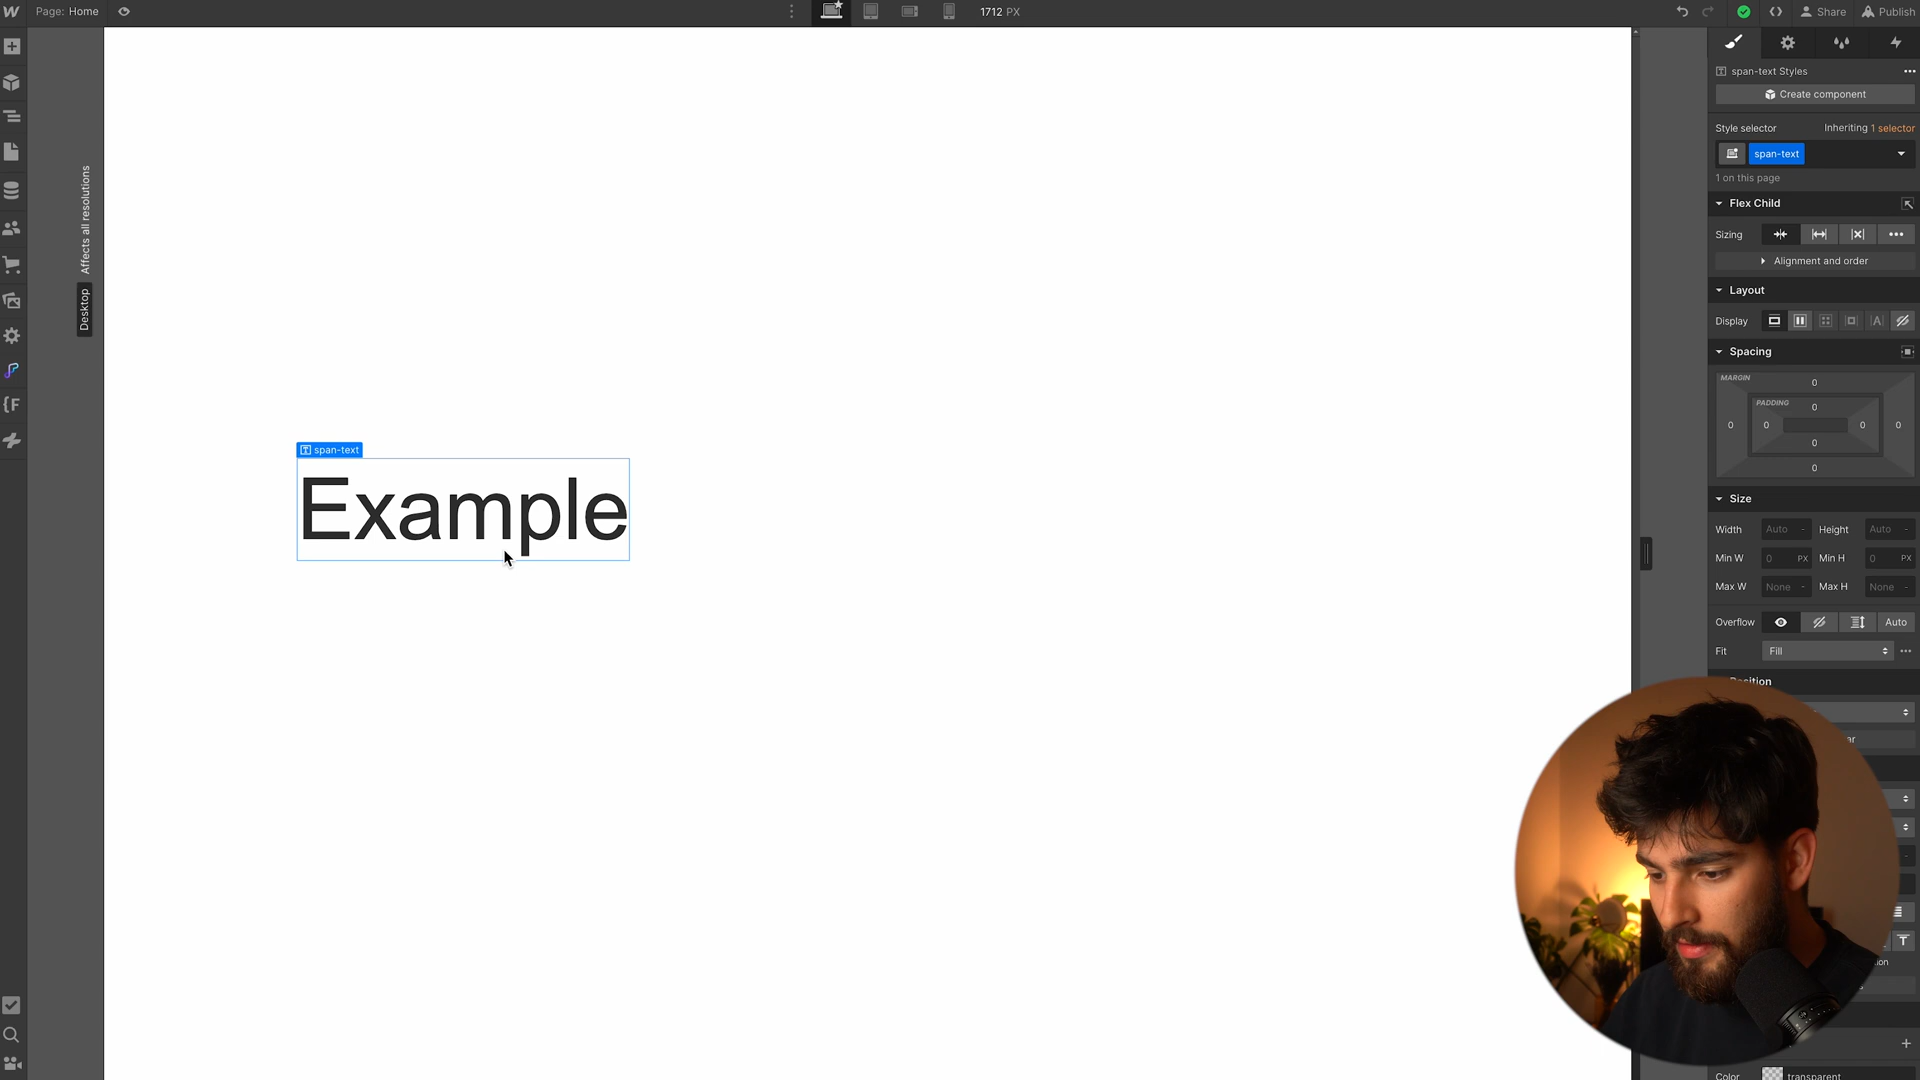 Page: Home
1712 PX
Share
Publish
span-text Styles
Create component
Style selector
Inheriting 1 selector
span-text
1 on this page
Flex Child
Sizing
Alignment and order
Layout
Display
Spacing
MARGIN
0
PADDING
0
0
0
0
0
0
0
Size
Width
Auto
-
Height
Auto
-
Min W
0
PX
Min H
0
PX
Max W
None
-
Max H
None
-
Overflow
Auto
Fit
Fill
Position
Color
transparent
Affects all resolutions
Desktop
span-text
Example